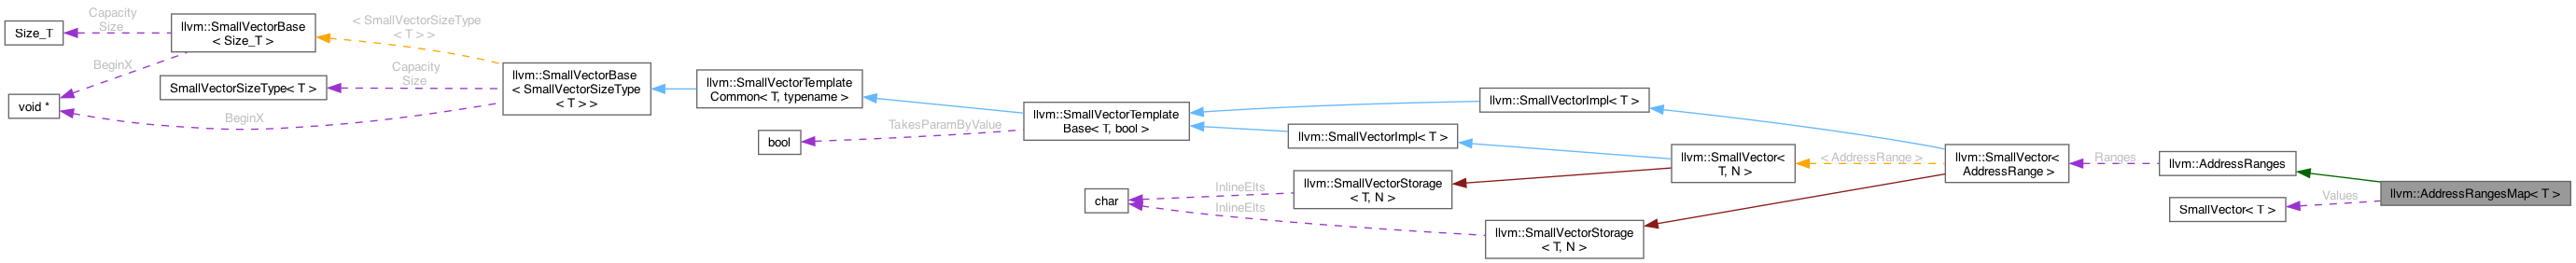 Size_T
Capacity
Size
llvm::SmallVectorBase
< Size_T >
BeginX
void *
SmallVectorSizeType< T >
< SmallVectorSizeType
< T > >
Capacity
Size
BeginX
llvm::SmallVectorBase
< SmallVectorSizeType
< T > >
llvm::SmallVectorTemplate
Common< T, typename >
bool
TakesParamByValue
llvm::SmallVectorTemplate
Base< T, bool >
char
InlineElts
InlineElts
llvm::SmallVectorImpl< T >
llvm::SmallVectorStorage
< T, N >
llvm::SmallVectorImpl< T >
llvm::SmallVectorStorage
< T, N >
llvm::SmallVector<
T, N >
< AddressRange >
llvm::SmallVector<
AddressRange >
Ranges
llvm::AddressRanges
SmallVector< T >
Values
llvm::AddressRangesMap< T >